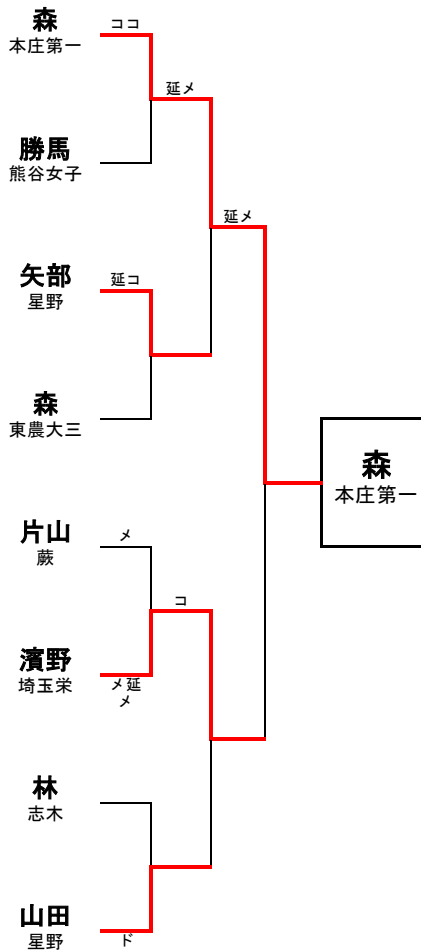 森
本庄第一
ココ
延メ
勝馬
熊谷女子
延メ
矢部
星野
延コ
森
東農大三
森
本庄第一
片山
蕨
メ
コ
濱野
埼玉栄
メ延
メ
林
志木
山田
星野
ド